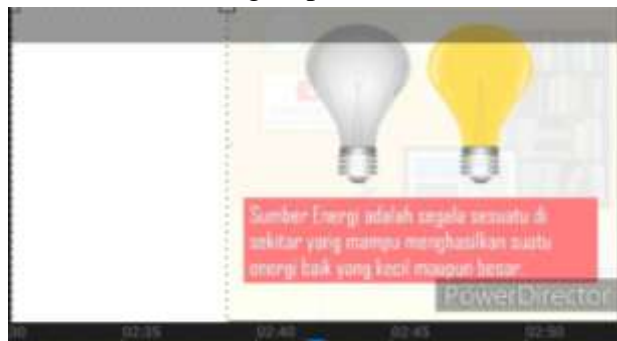 Sumber Energi adalah segala sesuatu di
sekitar yang mampu menghasilkan suatu
energi baik yang kecil maupun besar.
PowerDirector
02:35 02:40 02:45 02:50